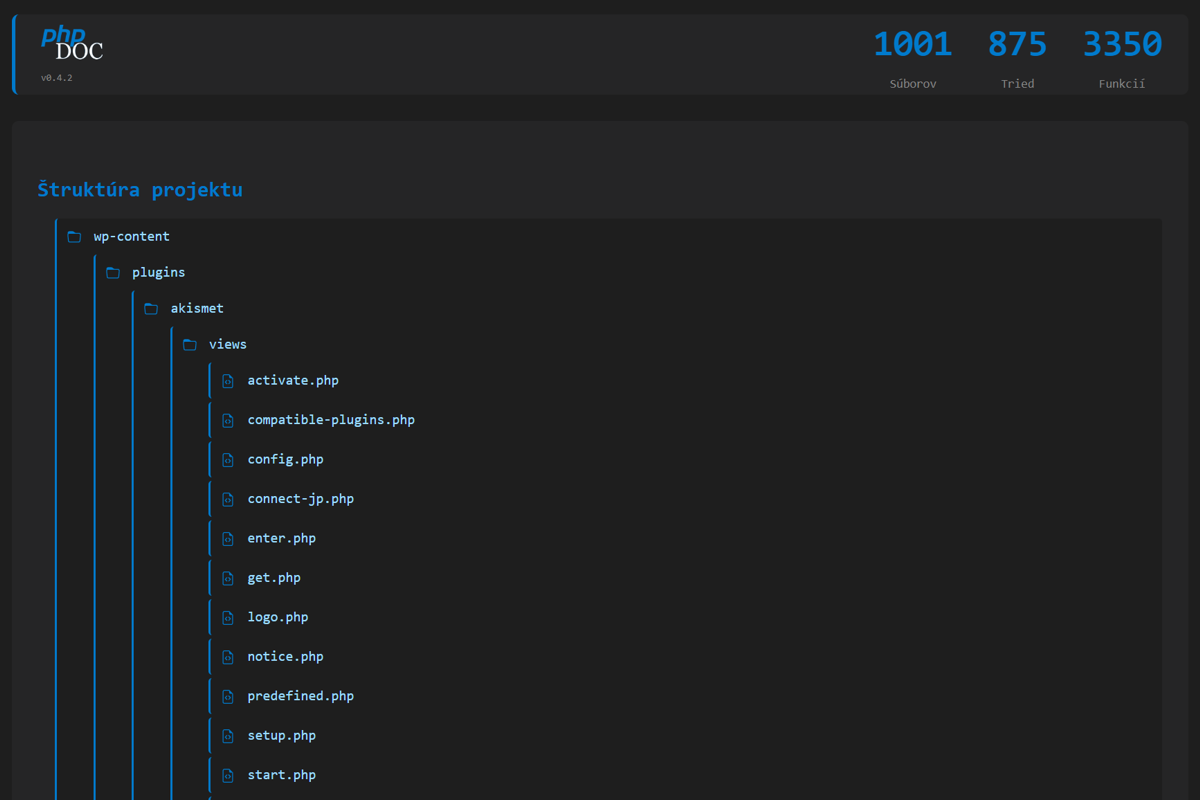 php
DOC
v0.4.2
1001 875 3350
Súborov Tried Funkcií
Štruktúra projektu
wp-content
plugins
akismet
views
activate.php
compatible-plugins.php
config.php
connect-jp.php
enter.php
get.php
logo.php
notice.php
predefined.php
setup.php
start.php